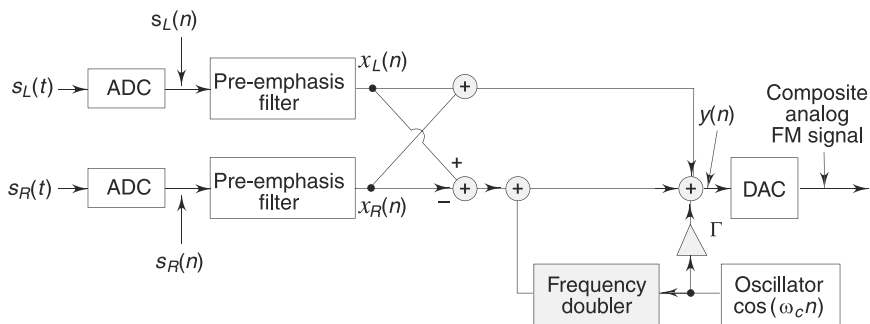 s_L(n)
s_L(t)
ADC
Pre-emphasis
filter
x_L(n)
+
Composite
analog
FM signal
y(n)
+
s_R(t)
ADC
Pre-emphasis
filter
−
+
+
+
DAC
x_R(n)
s_R(n)
Γ
Frequency
doubler
Oscillator
cos(ω_c n)